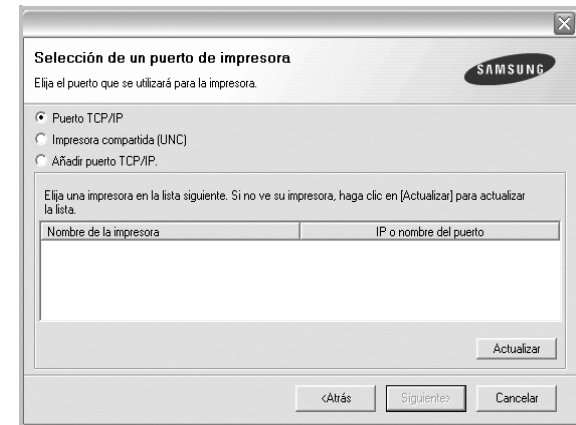 Selección de un puerto de impresora
Elija el puerto que se utilizará para la impresora.
SAMSUNG
Puerto TCP/IP
Impresora compartida (UNC)
Añadir puerto TCP/IP.
Elija una impresora en la lista siguiente. Si no ve su impresora, haga clic en [Actualizar] para actualizar
la lista.
Nombre de la impresora IP o nombre del puerto
Actualizar
<Atrás Siguiente> Cancelar